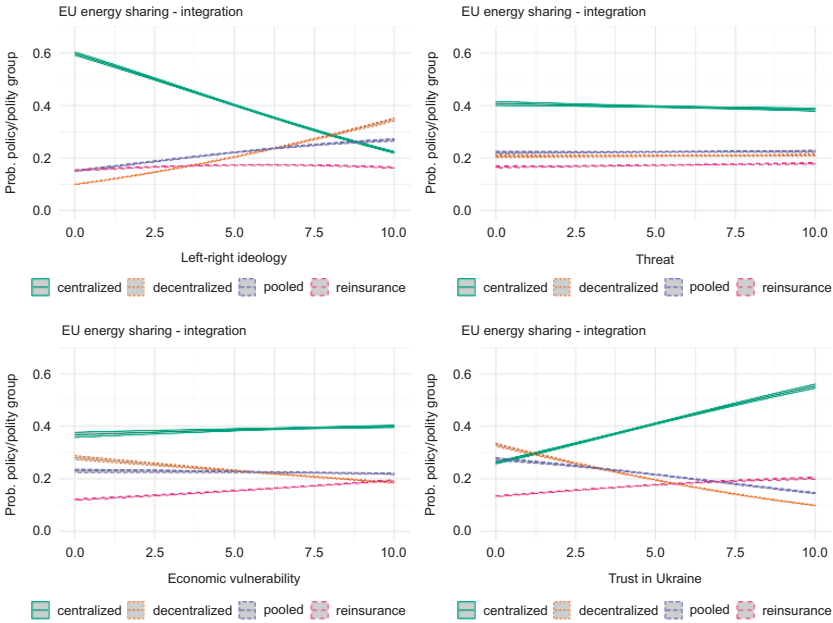 EU energy sharing - integration
Prob. policy/polity group
0.6
0.4
0.2
0.0
0.0 2.5 5.0 7.5 10.0
Left-right ideology
centralized decentralized pooled reinsurance
EU energy sharing - integration
Prob. policy/polity group
0.6
0.4
0.2
0.0
0.0 2.5 5.0 7.5 10.0
Threat
centralized decentralized pooled reinsurance
EU energy sharing - integration
Prob. policy/polity group
0.6
0.4
0.2
0.0
0.0 2.5 5.0 7.5 10.0
Economic vulnerability
centralized decentralized pooled reinsurance
EU energy sharing - integration
Prob. policy/polity group
0.6
0.4
0.2
0.0
0.0 2.5 5.0 7.5 10.0
Trust in Ukraine
centralized decentralized pooled reinsurance